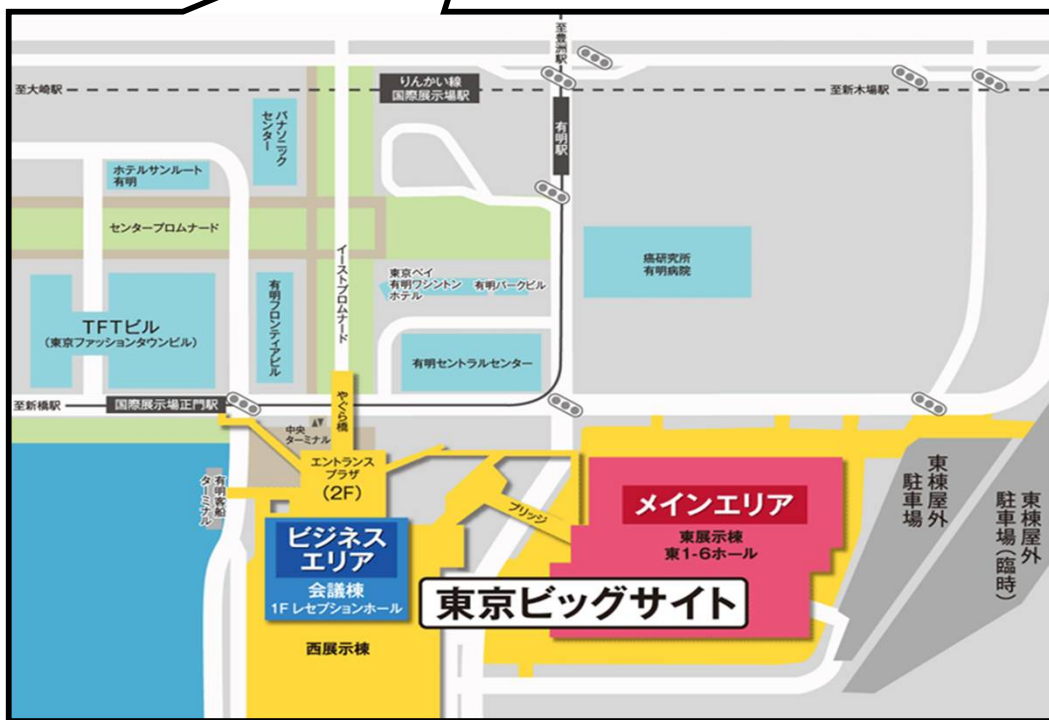 至豊洲駅
りんかい線
国際展示場駅
至大崎駅
至新木場駅
パナソニック
センター
有明駅
ホテルサンルート
有明
センタープロムナード
イーストプロムナード
癌研究所
有明病院
東京ベイ
有明ワシントン
ホテル
有明パークビル
有明フロンティアビル
TFTビル
(東京ファッションタウンビル)
有明セントラルセンター
至新橋駅
国際展示場正門駅
やぐら橋
中央
ターミナル
エントランス
プラザ
(2F)
有明客船
ターミナル
ブリッジ
メインエリア
東展示棟
東1-6ホール
東棟屋外
駐車場
東棟屋外
駐車場(臨時)
ビジネス
エリア
会議棟
1F レセプションホール
東京ビッグサイト
西展示棟